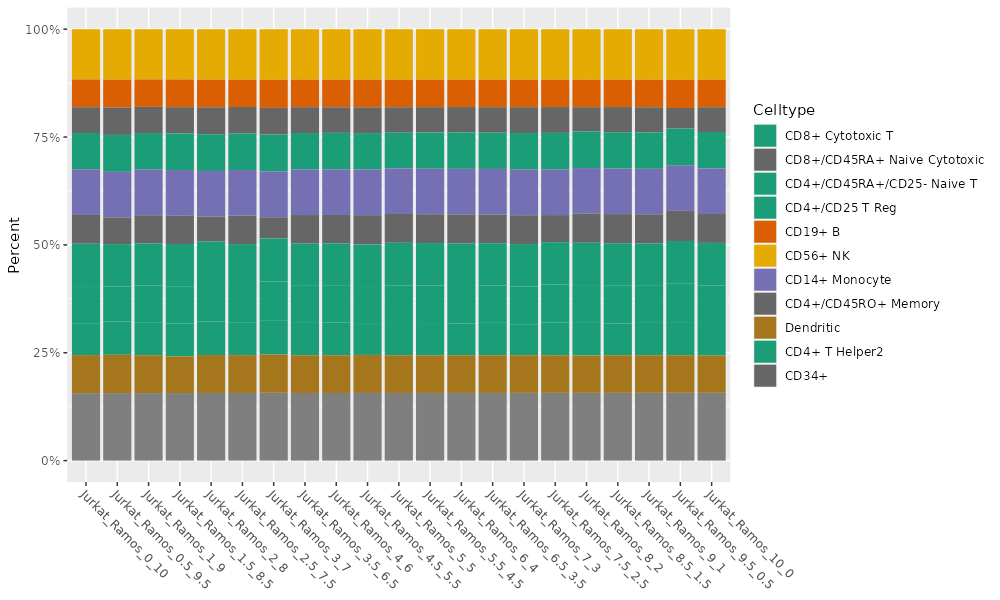 100%
75%
50%
25%
0%
Percent
Jurkat_Ramos_0_10
Jurkat_Ramos_0.5_9.5
Jurkat_Ramos_1_9
Jurkat_Ramos_1.5_8.5
Jurkat_Ramos_2_8
Jurkat_Ramos_2.5_7.5
Jurkat_Ramos_3_7
Jurkat_Ramos_3.5_6.5
Jurkat_Ramos_4_6
Jurkat_Ramos_4.5_5.5
Jurkat_Ramos_5_5
Jurkat_Ramos_5.5_4.5
Jurkat_Ramos_6_4
Jurkat_Ramos_6.5_3.5
Jurkat_Ramos_7_3
Jurkat_Ramos_7.5_2.5
Jurkat_Ramos_8_2
Jurkat_Ramos_8.5_1.5
Jurkat_Ramos_9_1
Jurkat_Ramos_9.5_0.5
Jurkat_Ramos_10_0
Celltype
CD8+ Cytotoxic T
CD8+/CD45RA+ Naive Cytotoxic
CD4+/CD45RA+/CD25- Naive T
CD4+/CD25 T Reg
CD19+ B
CD56+ NK
CD14+ Monocyte
CD4+/CD45RO+ Memory
Dendritic
CD4+ T Helper2
CD34+